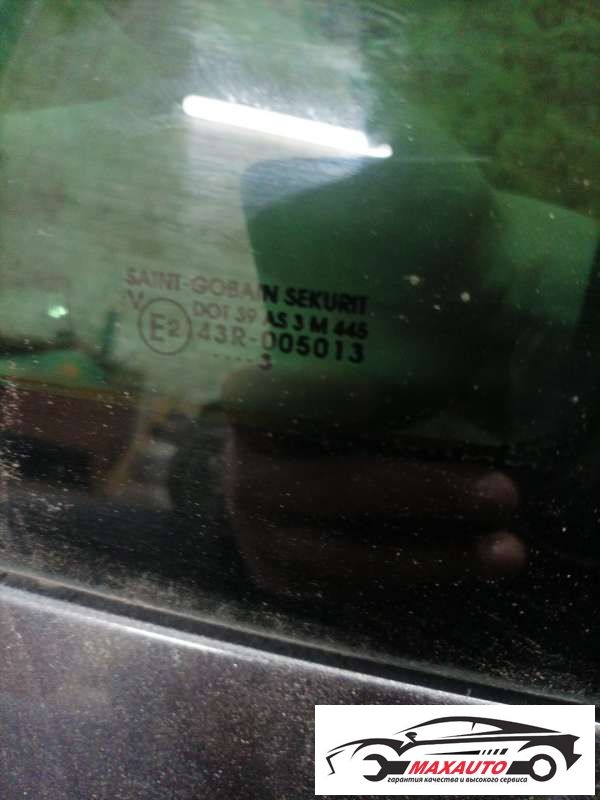 SAINT-GOBAIN SEKURIT
V DOT 39 AS 3 M 445
E2 43R-005013
....3
MAXAUTO
гарантия качества и высокого сервиса